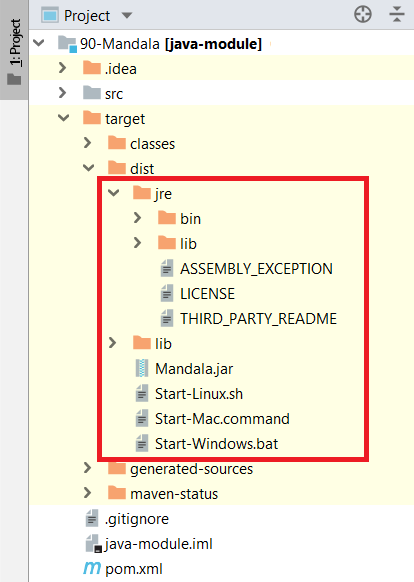 1: Project
Project
90-Mandala [java-module]
.idea
src
target
classes
dist
jre
bin
lib
ASSEMBLY_EXCEPTION
LICENSE
THIRD_PARTY_README
lib
Mandala.jar
Start-Linux.sh
Start-Mac.command
Start-Windows.bat
generated-sources
maven-status
.gitignore
java-module.iml
pom.xml